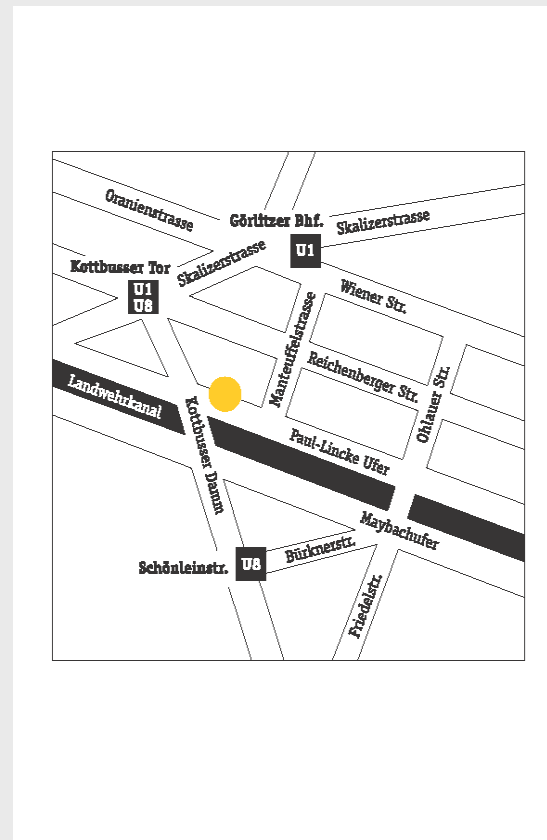 Oranienstrasse
Görlitzer Bhf.
Skalizerstrasse
U1
Skalizerstrasse
Kottbusser Tor
U1
U8
Wiener Str.
Manteuffelstrasse
Reichenberger Str.
Ohlauer Str.
Landwehrkanal
Kottbusser Damm
Paul-Lincke Ufer
Maybachufer
Bürknerstr.
Schönleinstr.
U8
Friedelstr.